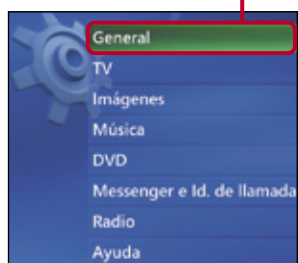 General
TV
Imágenes
Música
DVD
Messenger e Id. de llamada
Radio
Ayuda